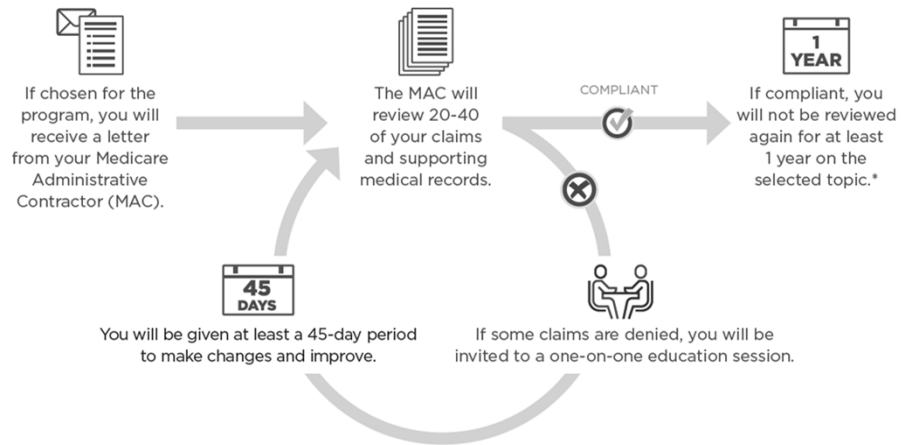 If chosen for the
program, you will
receive a letter
from your Medicare
Administrative
Contractor (MAC).
The MAC will
review 20-40
of your claims
and supporting
medical records.
COMPLIANT
1
YEAR
If compliant, you
will not be reviewed
again for at least
1 year on the
selected topic.*
45
DAYS
You will be given at least a 45-day period
to make changes and improve.
If some claims are denied, you will be
invited to a one-on-one education session.